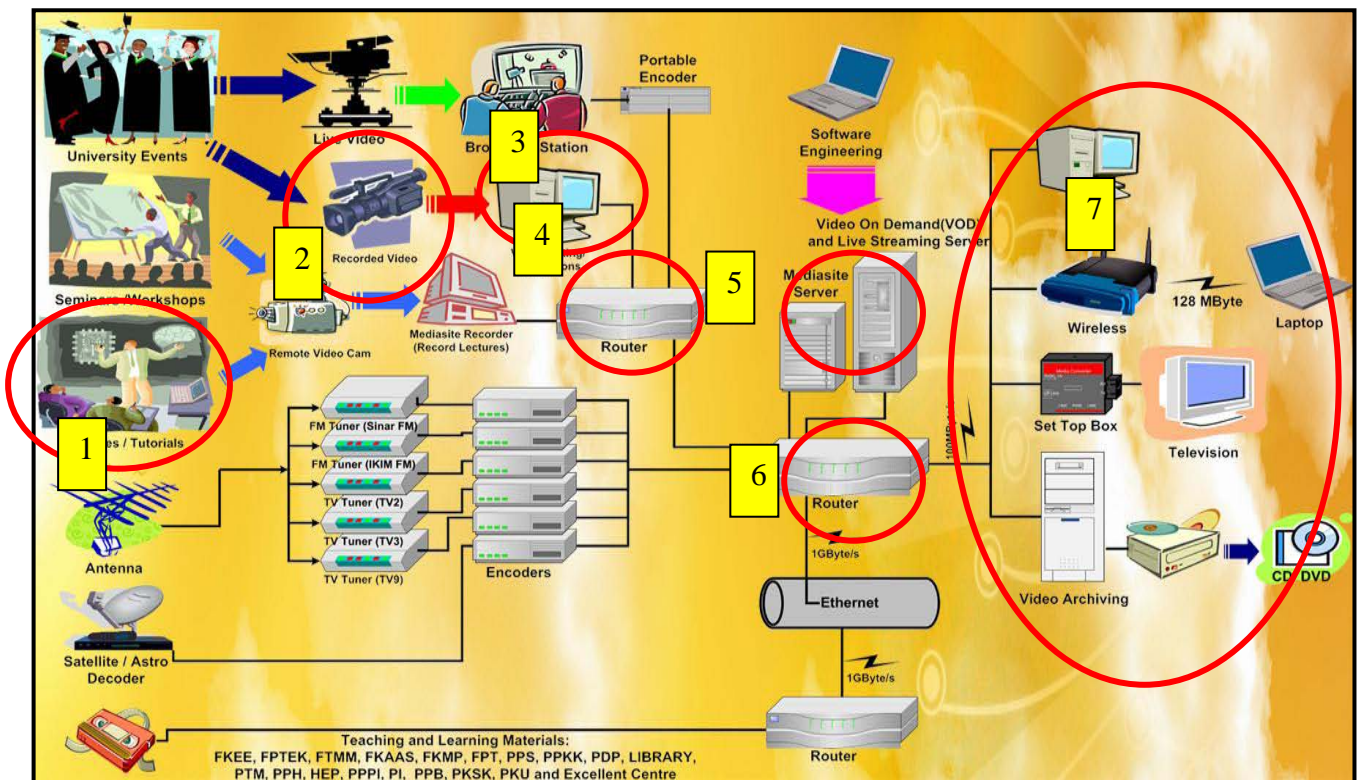 University Events
Live Video
Station
Portable
Encoder
Software
Engineering
3
4
2
Recorded Video
Video On Demand(VOD)
and Live Streaming Server
7
Seminars /Workshops
Remote Video Cam
Mediasite Recorder
(Record Lectures)
5
Router
Mediasite
Server
Wireless
128 MByte
Laptop
1
/ Tutorials
FM Tuner (Sinar FM)
FM Tuner (IKIM FM)
TV Tuner (TV2)
TV Tuner (TV3)
TV Tuner (TV9)
Encoders
6
Router
Set Top Box
Television
Antenna
1GByte/s
Ethernet
Video Archiving
Satellite / Astro
Decoder
1GByte/s
Router
Teaching and Learning Materials:
FKEE, FPTEK, FTMM, FKAAS, FKMP, FPT, PPS, PPKK, PDP, LIBRARY,
PTM, PPH, HEP, PPPI, PI, PPB, PKSK, PKU and Excellent Centre